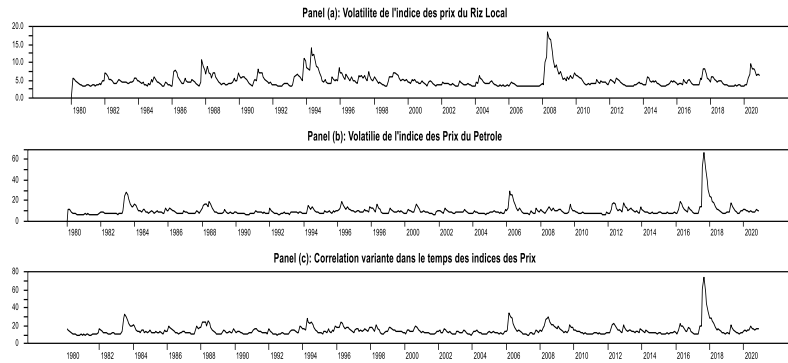 Panel (a): Volatilite de l'indice des prix du Riz Local
20.0
15.0
10.0
5.0
0.0
1980 1982 1984 1986 1988 1990 1992 1994 1996 1998 2000 2002 2004 2006 2008 2010 2012 2014 2016 2018 2020
Panel (b): Volatilie de l'indice des Prix du Petrole
60
40
20
0
1980 1982 1984 1986 1988 1990 1992 1994 1996 1998 2000 2002 2004 2006 2008 2010 2012 2014 2016 2018 2020
Panel (c): Correlation variante dans le temps des indices des Prix
80
60
40
20
0
1980 1982 1984 1986 1988 1990 1992 1994 1996 1998 2000 2002 2004 2006 2008 2010 2012 2014 2016 2018 2020